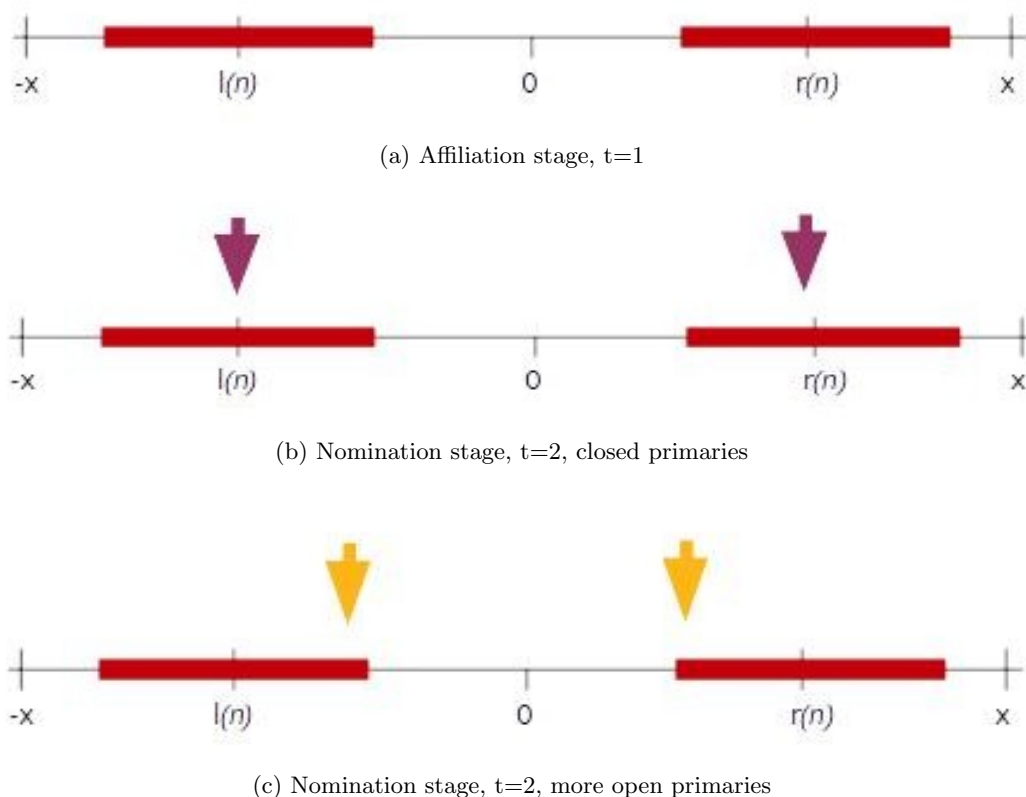 -x l(n) 0 r(n) x
(a) Affiliation stage, t=1
-x l(n) 0 r(n) x
(b) Nomination stage, t=2, closed primaries
-x l(n) 0 r(n) x
(c) Nomination stage, t=2, more open primaries